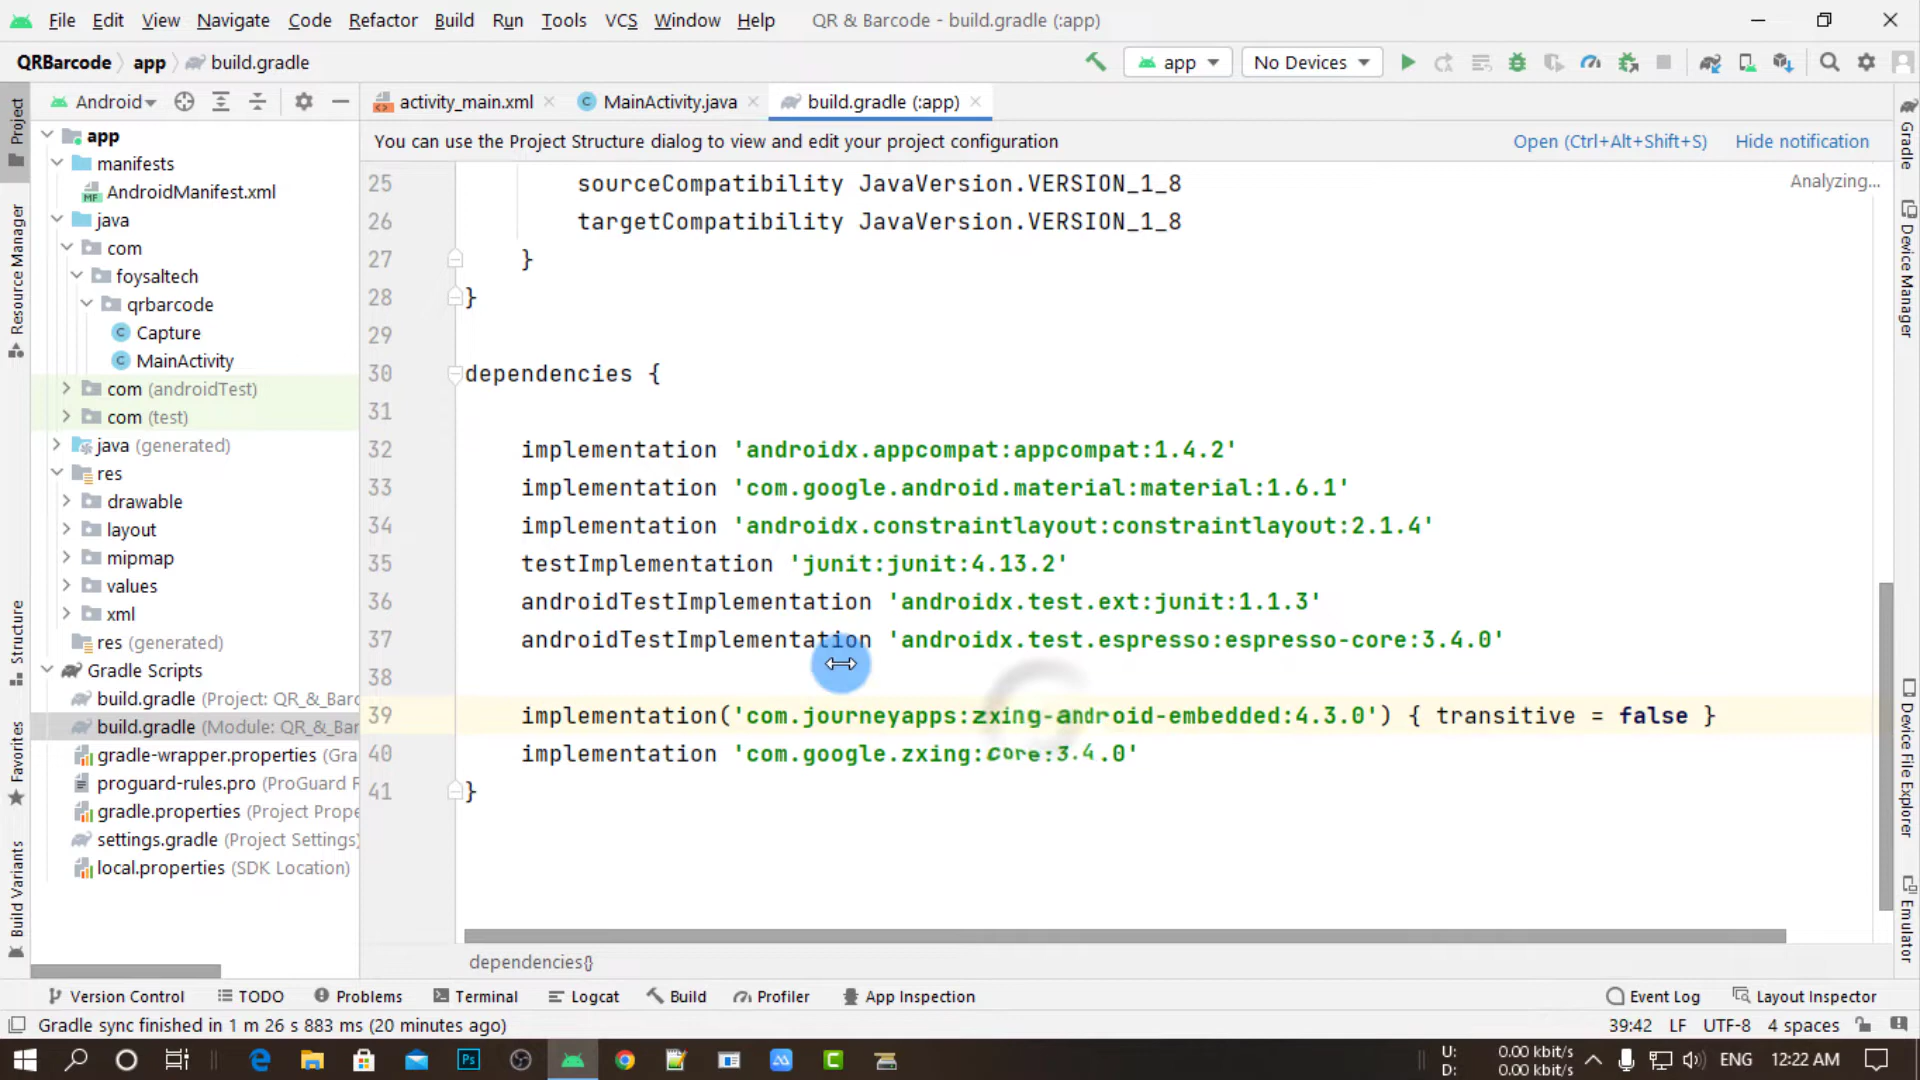 File Edit View Navigate Code Refactor Build Run Tools VCS Window Help QR & Barcode - build.gradle (:app)
QRBarcode app build.gradle
app No Devices
Android
activity_main.xml MainActivity.java build.gradle (:app)
You can use the Project Structure dialog to view and edit your project configuration Open (Ctrl+Alt+Shift+S) Hide notification
Analyzing...
Project
Resource Manager
Structure
Favorites
Build Variants
app
manifests
AndroidManifest.xml
java
com
foysaltech
qrbarcode
Capture
MainActivity
com (androidTest)
com (test)
java (generated)
res
drawable
layout
mipmap
values
xml
res (generated)
Gradle Scripts
build.gradle (Project: QR_&_Barc
build.gradle (Module: QR_&_Ba
gradle-wrapper.properties (Gra
proguard-rules.pro (ProGuard F
gradle.properties (Project Prope
settings.gradle (Project Settings)
local.properties (SDK Location)
25 sourceCompatibility JavaVersion.VERSION_1_8
26 targetCompatibility JavaVersion.VERSION_1_8
27 }
28 }
29
30 dependencies {
31
32 implementation 'androidx.appcompat:appcompat:1.4.2'
33 implementation 'com.google.android.material:material:1.6.1'
34 implementation 'androidx.constraintlayout:constraintlayout:2.1.4'
35 testImplementation 'junit:junit:4.13.2'
36 androidTestImplementation 'androidx.test.ext:junit:1.1.3'
37 androidTestImplementation 'androidx.test.espresso:espresso-core:3.4.0'
38
39 implementation('com.journeyapps:zxing-android-embedded:4.3.0') { transitive = false }
40 implementation 'com.google.zxing:core:3.4.0'
41 }
dependencies{}
Gradle
Device Manager
Device File Explorer
Emulator
Version Control TODO Problems Terminal Logcat Build Profiler App Inspection Event Log Layout Inspector
Gradle sync finished in 1 m 26 s 883 ms (20 minutes ago) 39:42 LF UTF-8 4 spaces
U: 0.00 kbit/s
D: 0.00 kbit/s
ENG 12:22 AM